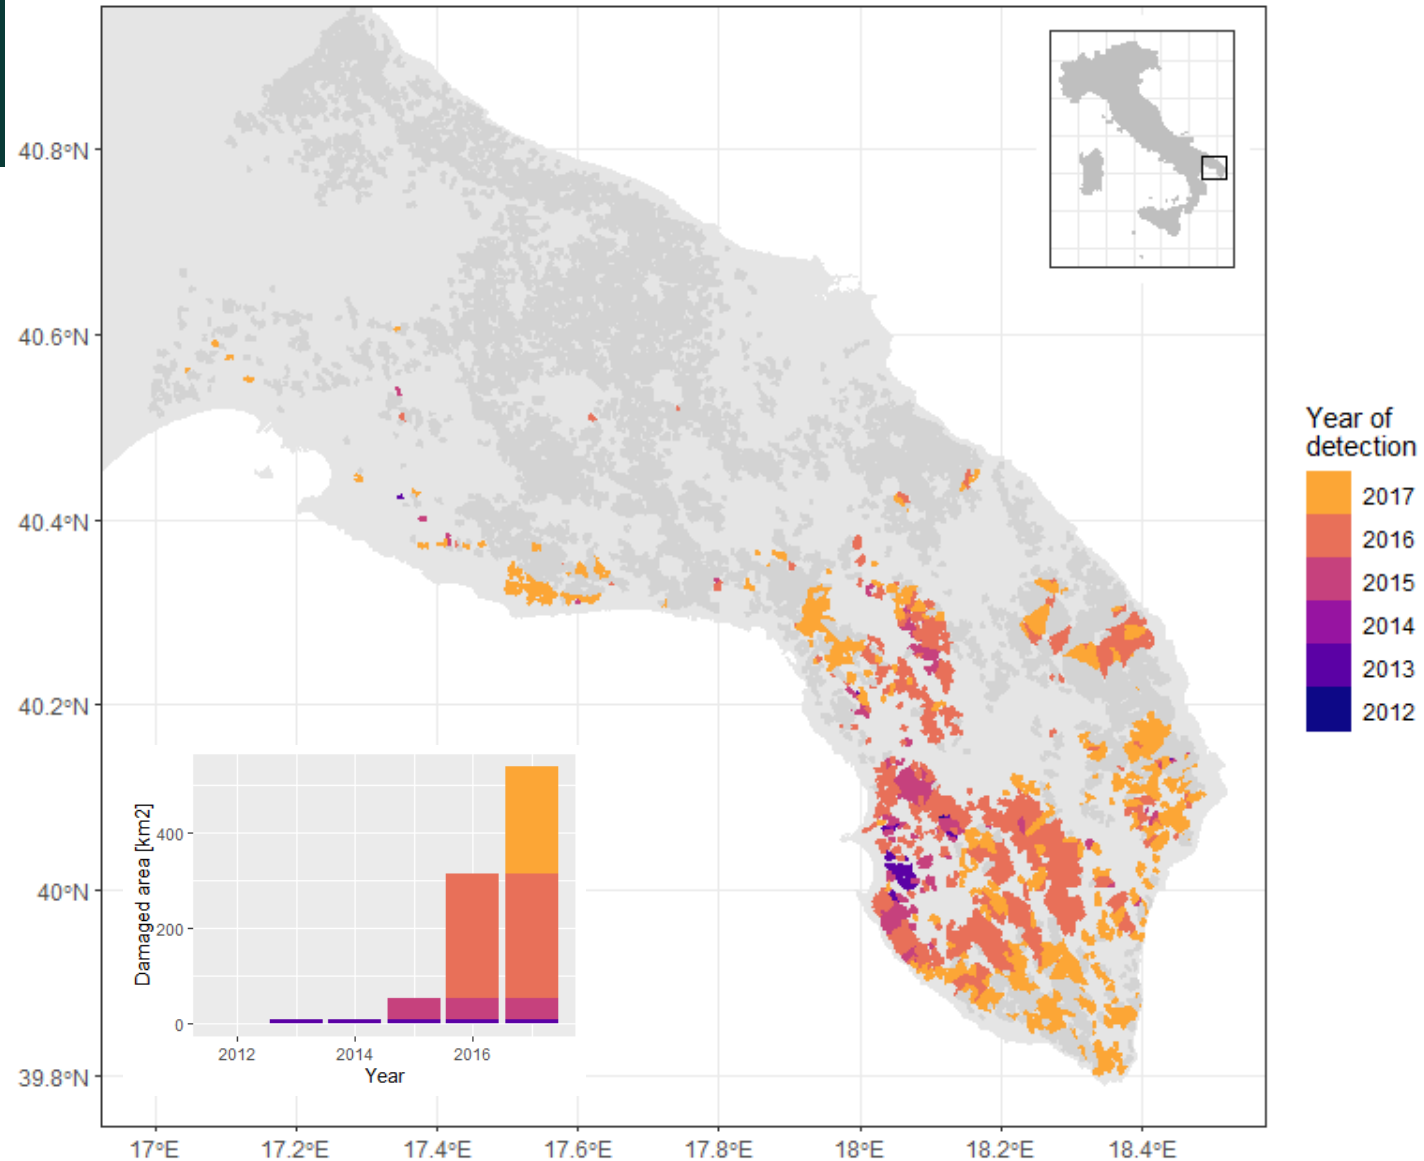 40.8°N
40.6°N
40.4°N
40.2°N
40°N
39.8°N
17°E
17.2°E
17.4°E
17.6°E
17.8°E
18°E
18.2°E
18.4°E
Year of
detection
2017
2016
2015
2014
2013
2012
Damaged area [km2]
400
200
0
2012
2014
2016
Year